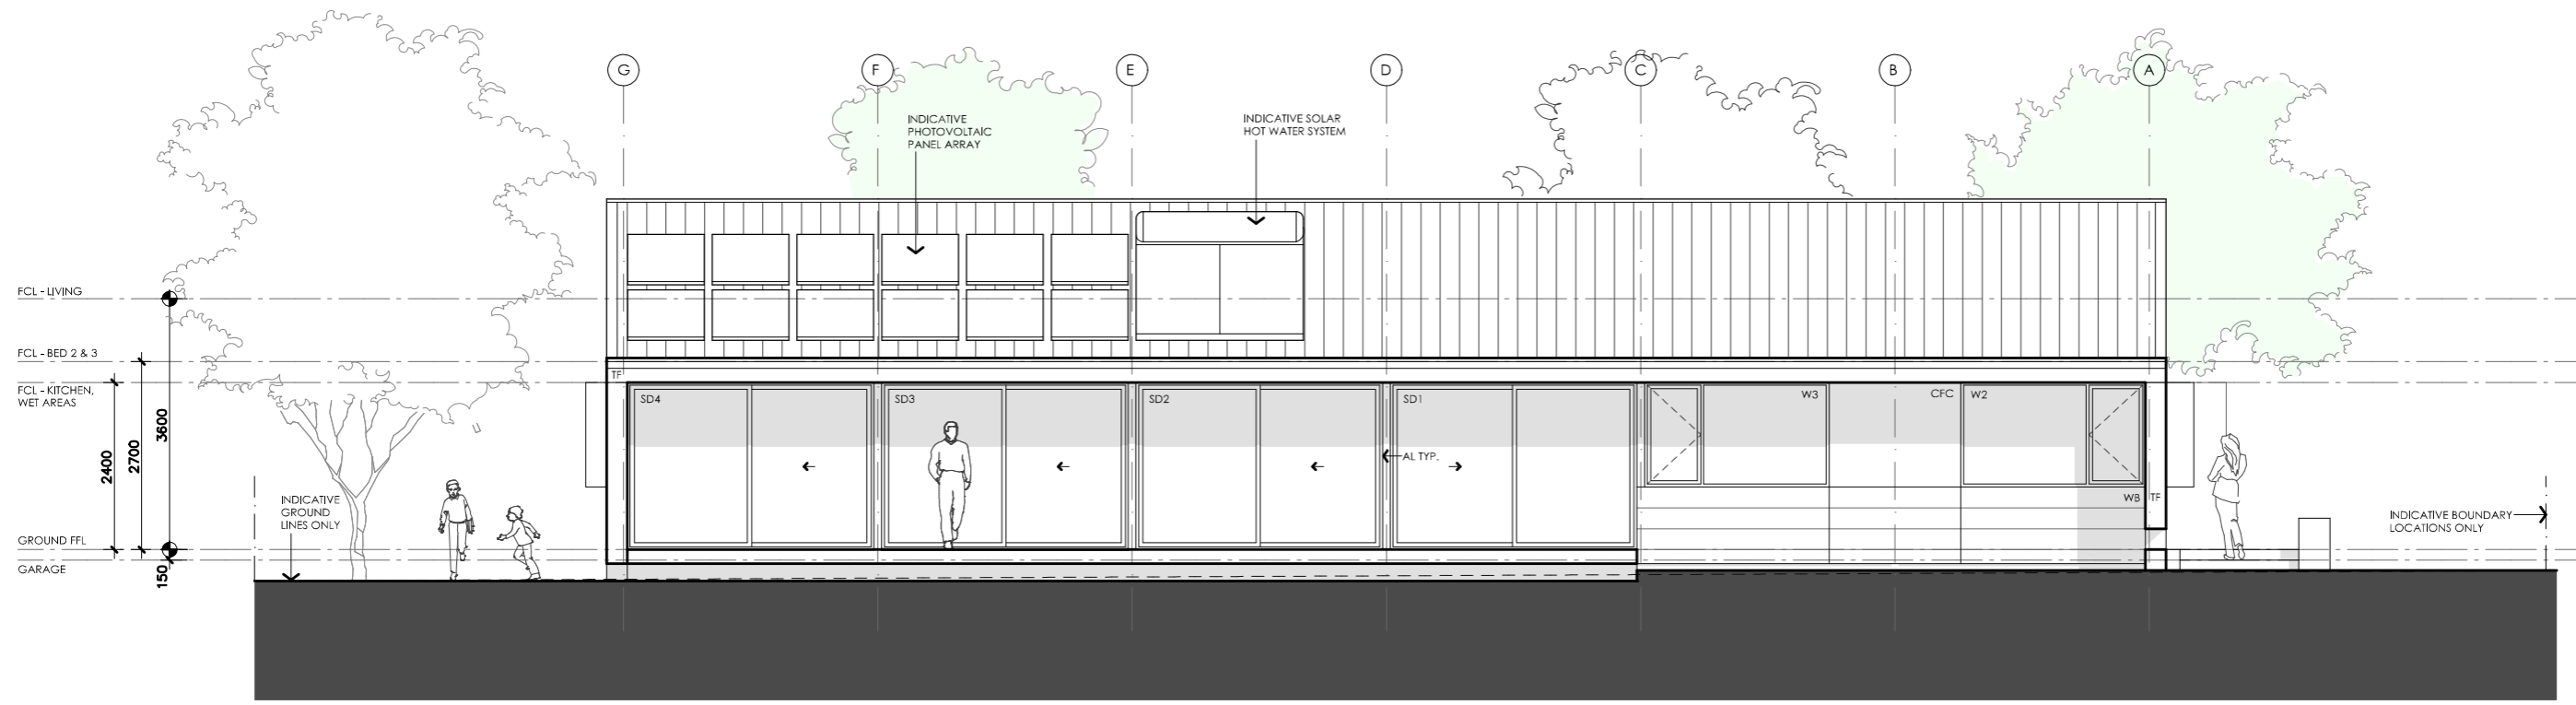 G
F
E
D
C
B
A
INDICATIVE
PHOTOVOLTAIC
PANEL ARRAY
INDICATIVE SOLAR
HOT WATER SYSTEM
FCL - LIVING
FCL - BED 2 & 3
FCL - KITCHEN,
WET AREAS
3600
2700
2400
TF
SD4
SD3
SD2
SD1
W3
CFC
W2
AL TYP.
WB
TF
INDICATIVE
GROUND
LINES ONLY
INDICATIVE BOUNDARY
LOCATIONS ONLY
GROUND FFL
GARAGE
150